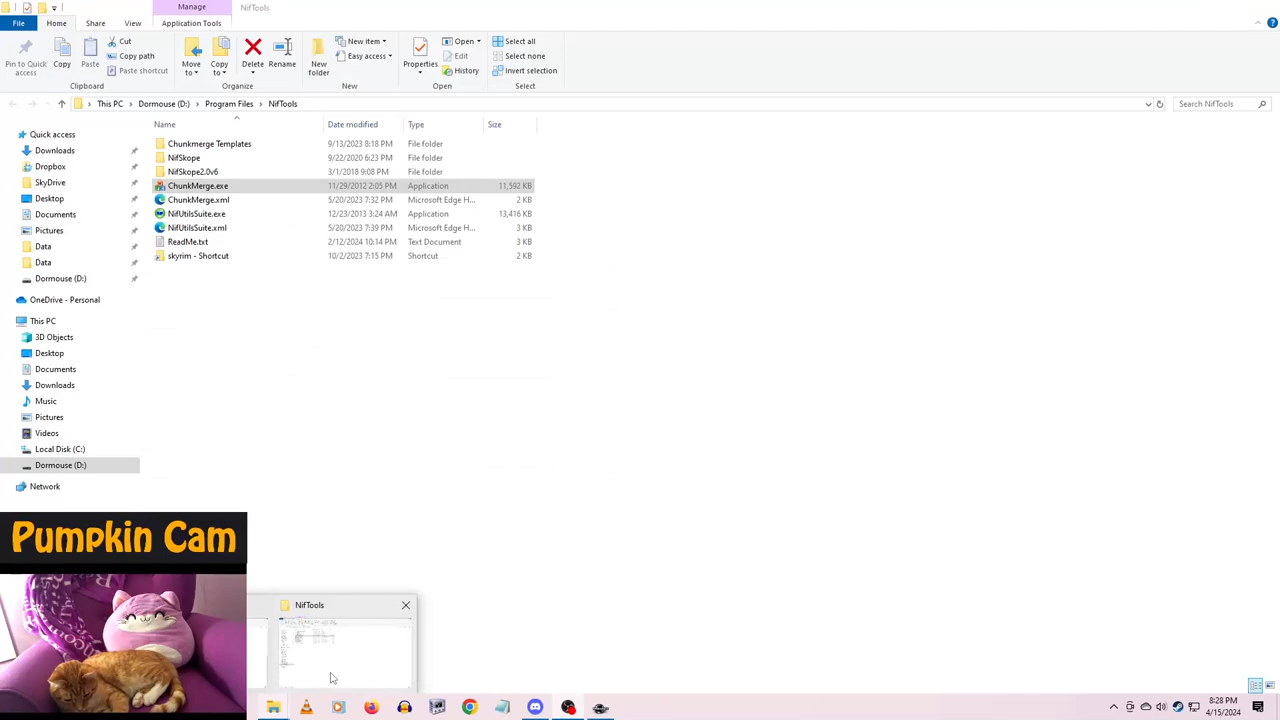 Manage
NifTools
File
Home
Share
View
Application Tools
Pin to Quick access
Copy
Paste
Cut
Copy path
Paste shortcut
Clipboard
Move to
Copy to
Delete
Rename
Organize
New folder
New item
Easy access
New
Properties
Open
Edit
History
Open
Select all
Select none
Invert selection
Select
This PC > Dormouse (D:) > Program Files > NifTools
Search NifTools
Name Date modified Type Size
Chunkmerge Templates 9/13/2023 8:18 PM File folder
NifSkope 9/22/2020 6:23 PM File folder
NifSkope2.0v6 3/1/2018 9:08 PM File folder
ChunkMerge.exe 11/29/2012 2:05 PM Application 11,592 KB
ChunkMerge.xml 5/20/2023 7:32 PM Microsoft Edge H... 2 KB
NifUtilsSuite.exe 12/23/2013 3:24 AM Application 13,416 KB
NifUtilsSuite.xml 5/20/2023 7:39 PM Microsoft Edge H... 3 KB
ReadMe.txt 2/12/2024 10:14 PM Text Document 3 KB
skyrim - Shortcut 10/2/2023 7:15 PM Shortcut 2 KB
Quick access
Downloads
Dropbox
SkyDrive
Desktop
Documents
Pictures
Data
Data
Dormouse (D:)
OneDrive - Personal
This PC
3D Objects
Desktop
Documents
Downloads
Music
Pictures
Videos
Local Disk (C:)
Dormouse (D:)
Network
Pumpkin Cam
NifTools
8:28 PM
4/15/2024